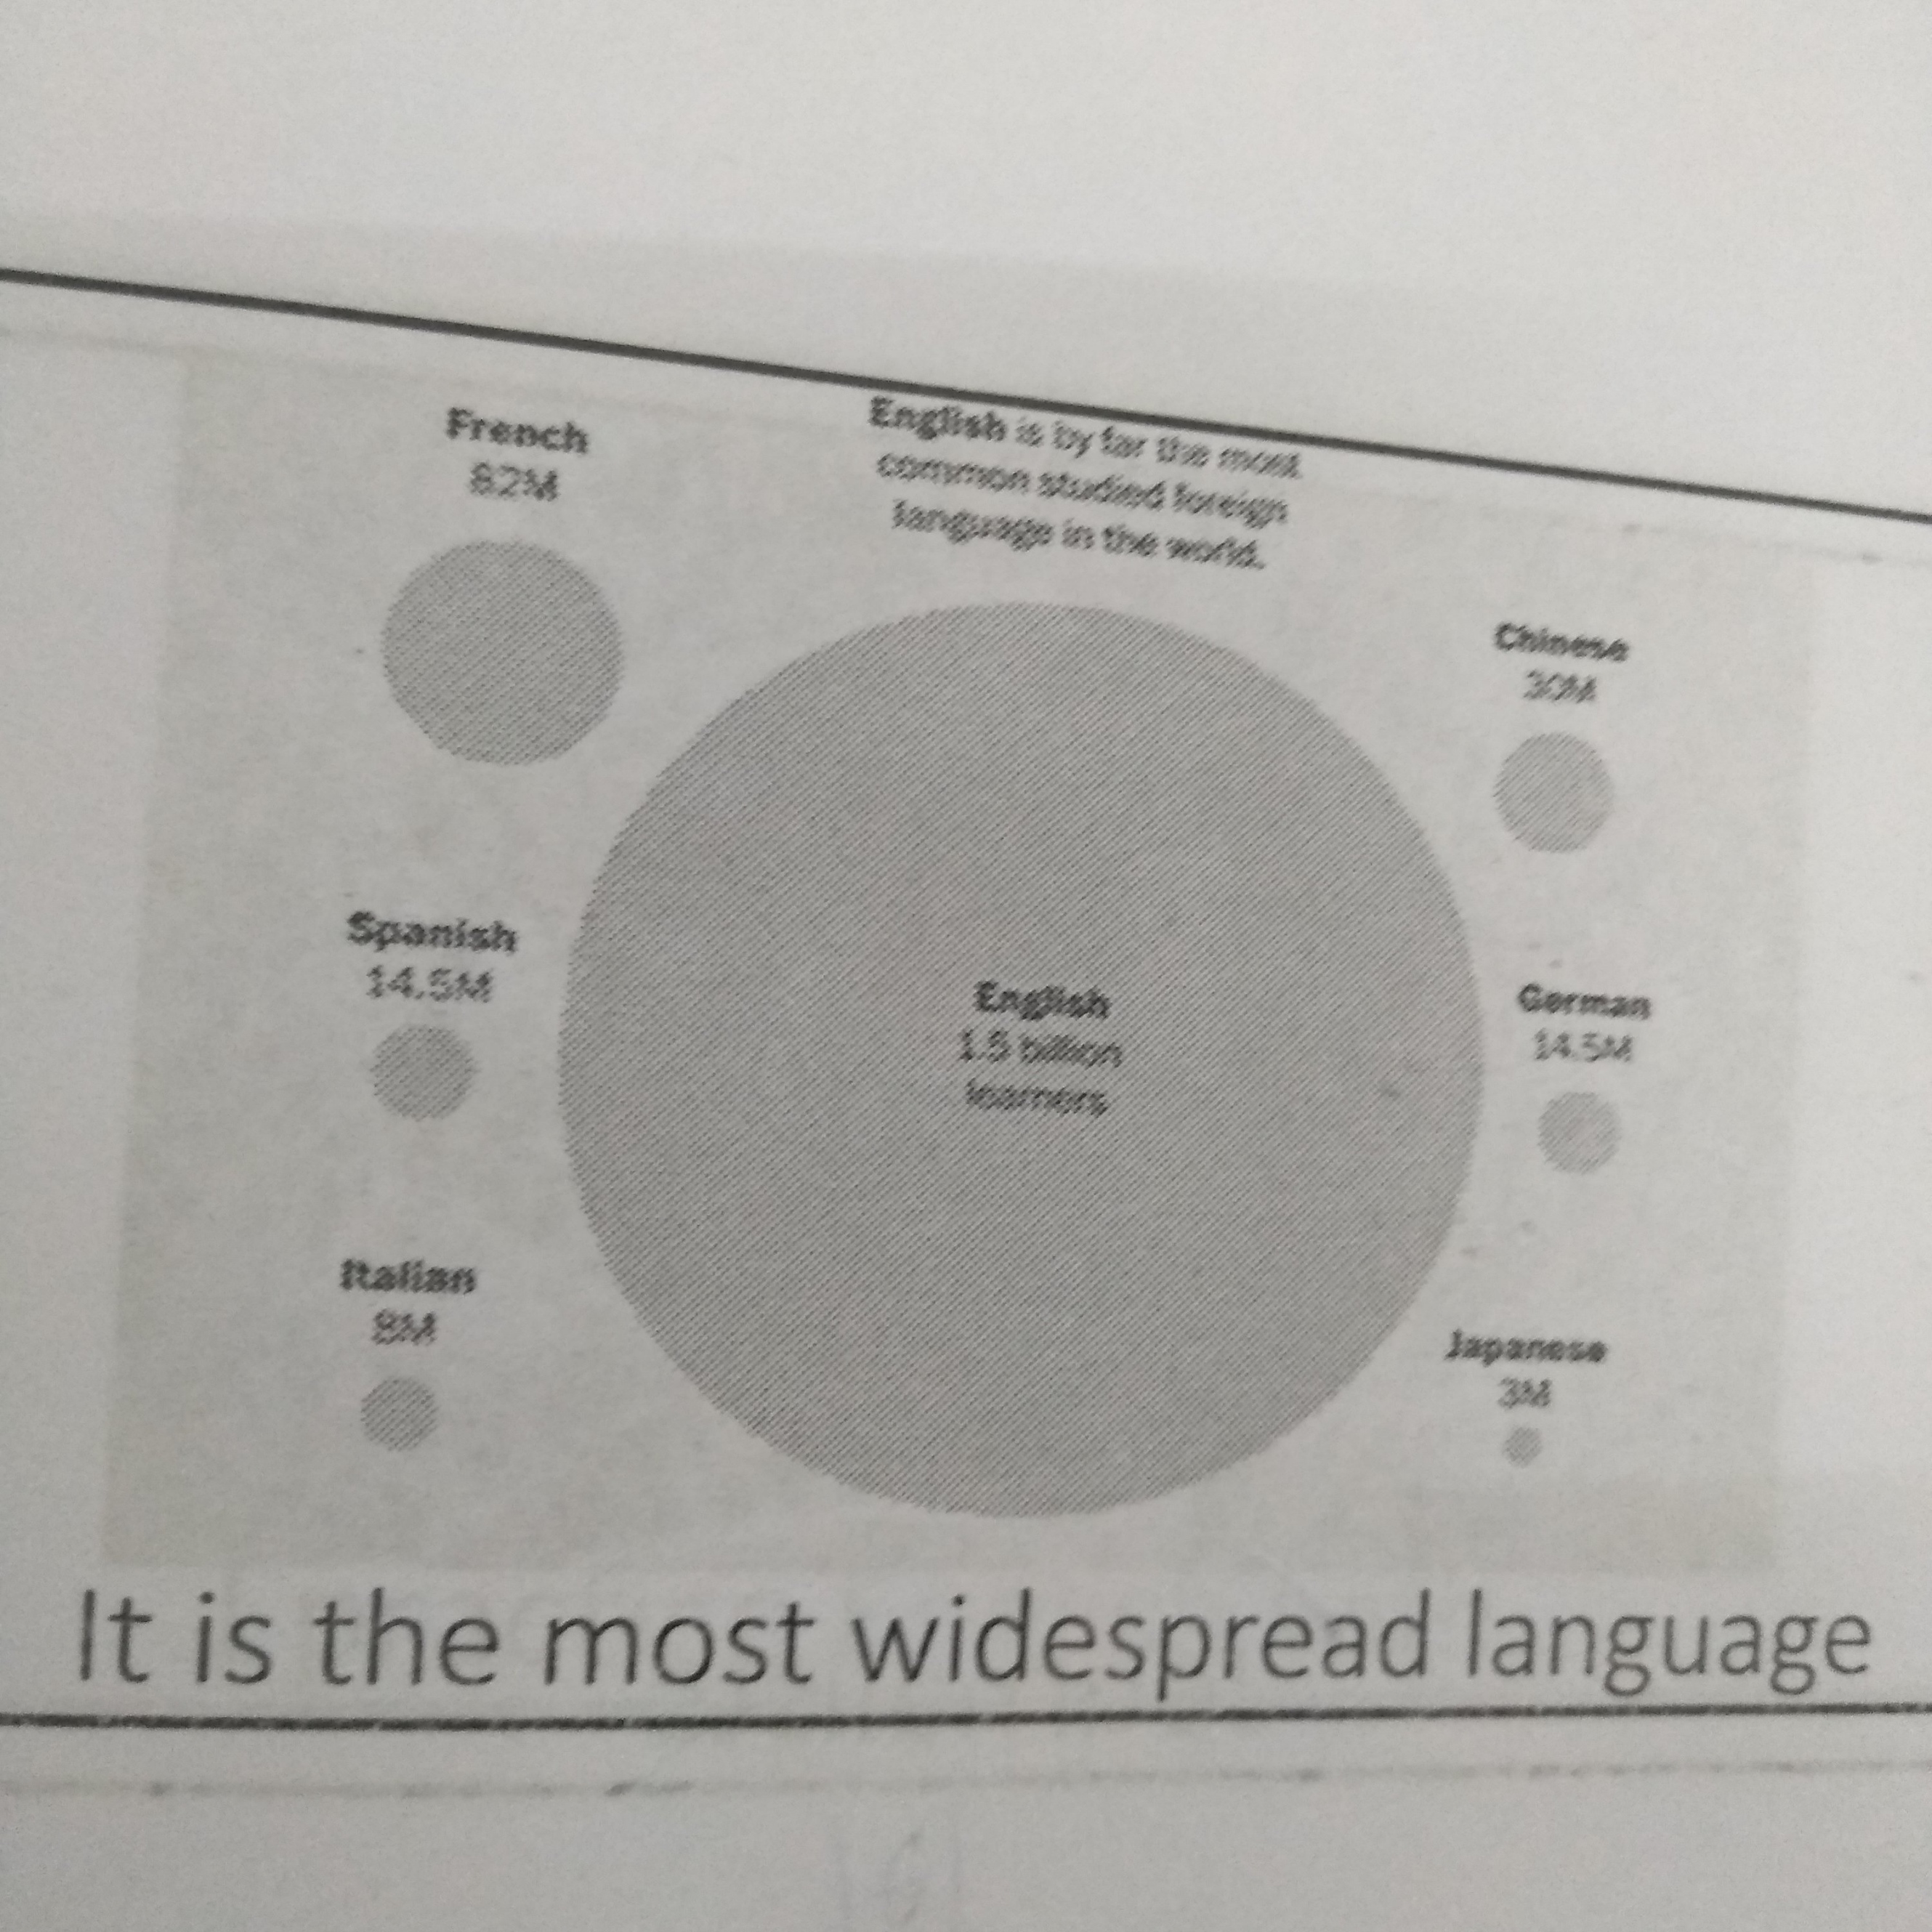 French
82M
English is by far the most
common studied foreign
language in the world.
Chinese
30M
Spanish
14.5M
English
1.5 billion
learners
German
14.5M
Italian
8M
Japanese
3M
It is the most widespread language